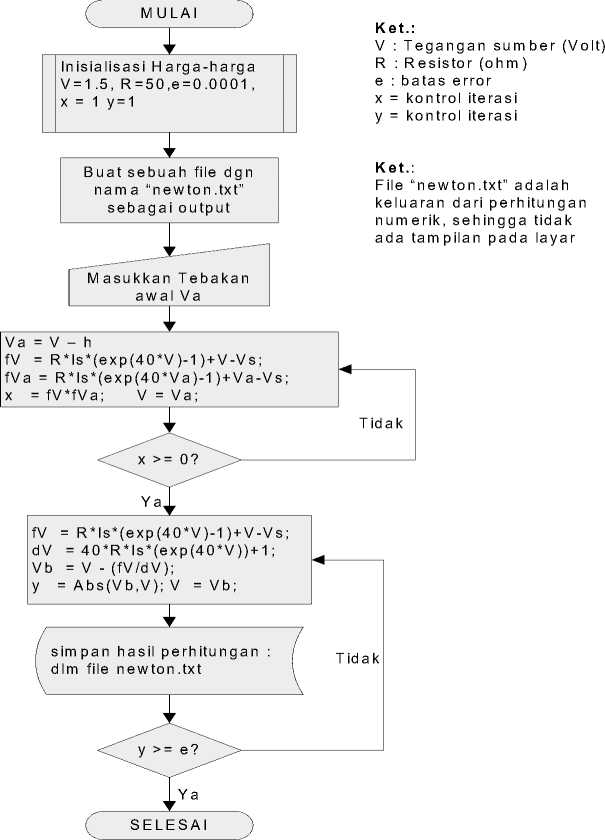 MULAI
Inisialisasi Harga-harga
V=1.5, R=50,e=0.0001,
x = 1 y=1
Buat sebuah file dgn
nama “newton.txt”
sebagai output
Masukkan Tebakan
awal Va
Va = V – h
fV = R*Is*(exp(40*V)-1)+V-Vs;
fVa = R*Is*(exp(40*Va)-1)+Va-Vs;
x = fV*fVa; V = Va;
Tidak
x >= 0?
Ya
fV = R*Is*(exp(40*V)-1)+V-Vs;
dV = 40*R*Is*(exp(40*V))+1;
Vb = V - (fV/dV);
y = Abs(Vb,V); V = Vb;
simpan hasil perhitungan :
dlm file newton.txt
Tidak
y >= e?
Ya
SELESAI
Ket.:
V : Tegangan sumber (Volt)
R : Resistor (ohm)
e : batas error
x = kontrol iterasi
y = kontrol iterasi
Ket.:
File “newton.txt” adalah
keluaran dari perhitungan
numerik, sehingga tidak
ada tampilan pada layar